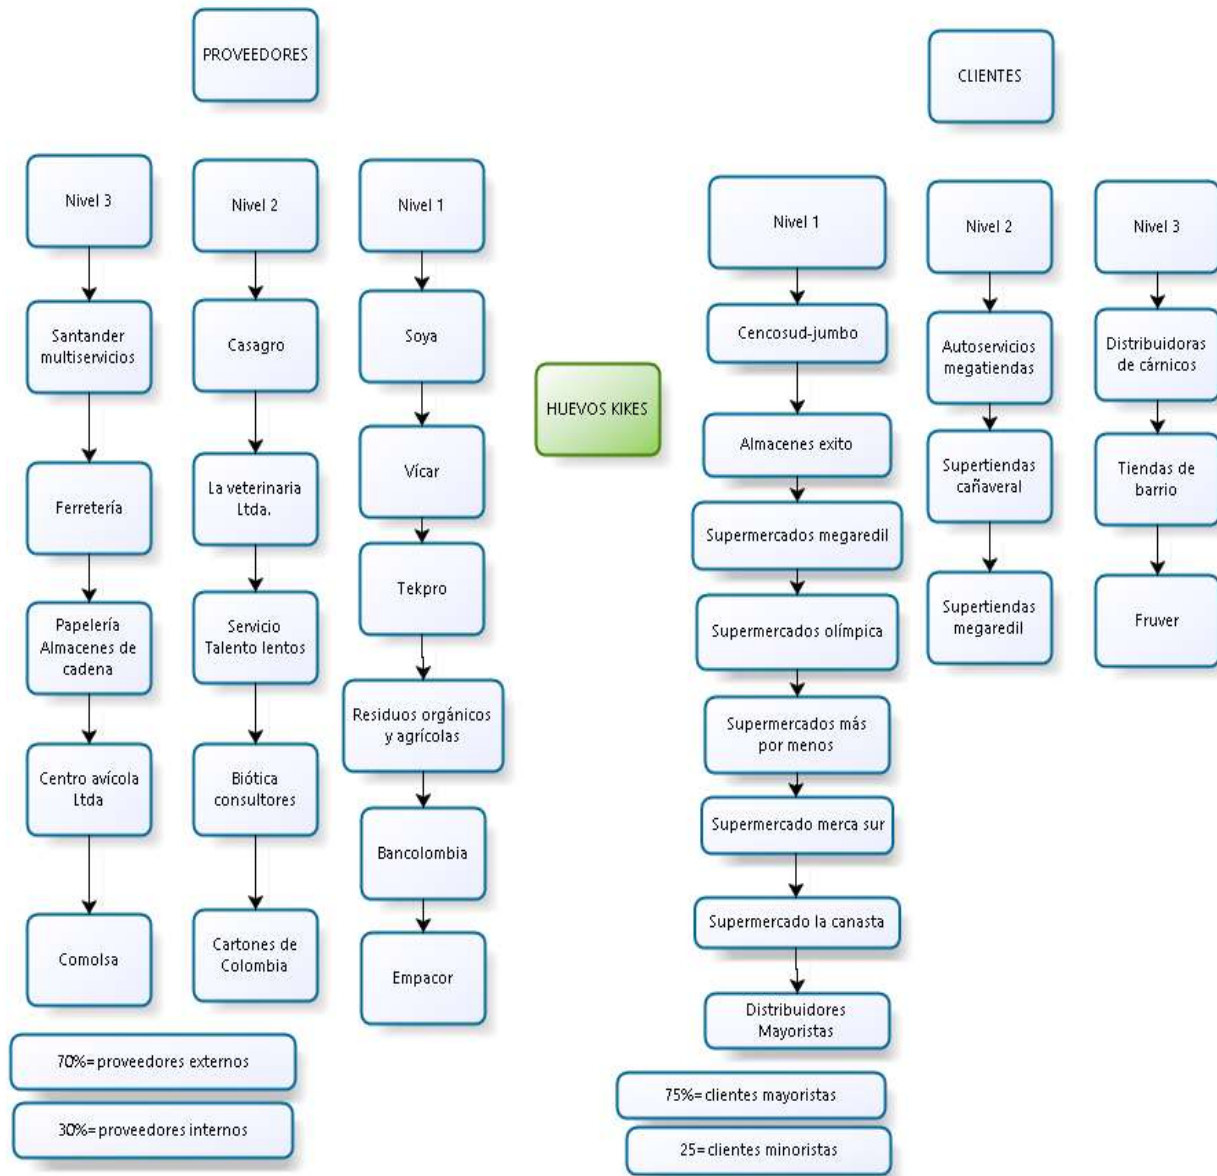 PROVEEDORES
CLIENTES
Nivel 3
Nivel 2
Nivel 1
Santander
multiservicios
Casagro
Soya
Ferretería
La veterinaria
Ltda.
Vícar
Papelería
Almacenes de
cadena
Servicio
Talento lentos
Tekpro
Centro avícola
Ltda
Biótica
consultores
Residuos orgánicos
y agrícolas
Bancolombia
Comolsa
Cartones de
Colombia
Empacor
70%=proveedores externos
30%=proveedores internos
HUEVOS KIKES
Nivel 1
Nivel 2
Nivel 3
Cencosud-jumbo
Autoservicios
megatiendas
Distribuidoras
de cárnicos
Almacenes exito
Supertiendas
cañaveral
Tiendas de
barrio
Supermercados megaredil
Supermercados olímpica
Supertiendas
megaredil
Fruver
Supermercados más
por menos
Supermercado merca sur
Supermercado la canasta
Distribuidores
Mayoristas
75%=clientes mayoristas
25=clientes minoristas